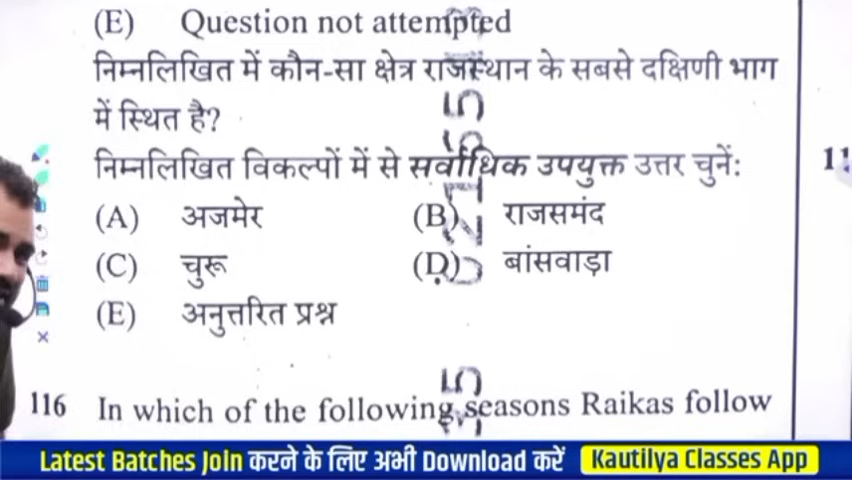 (E) Question not attempted
निम्नलिखित में कौन-सा क्षेत्र राजस्थान के सबसे दक्षिणी भाग
में स्थित है?
निम्नलिखित विकल्पों में से सर्वाधिक उपयुक्त उत्तर चुनें:
(A) अजमेर (B) राजसमंद
(C) चुरू (D) बांसवाड़ा
(E) अनुत्तरित प्रश्न
116 In which of the following seasons Raikas follow
Latest Batches Join करने के लिए अभी Download करें Kautilya Classes App